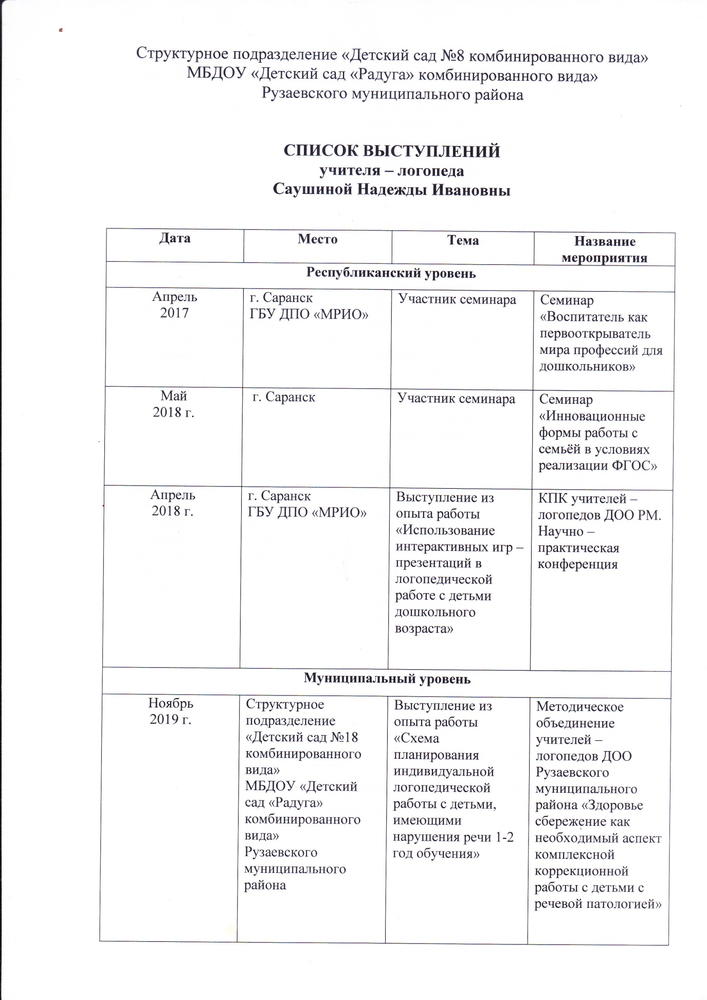 Структурное подразделение «Детский сад №8 комбинированного вида»
МБДОУ «Детский сад «Радуга» комбинированного вида»
Рузаевского муниципального района
СПИСОК ВЫСТУПЛЕНИЙ
учителя – логопеда
Саушиной Надежды Ивановны
Дата
Место
Тема
Название
мероприятия
Республиканский уровень
Апрель
2017
г. Саранск
ГБУ ДПО «МРИО»
Участник семинара
Семинар
«Воспитатель как
первооткрыватель
мира профессий для
дошкольников»
Май
2018 г.
г. Саранск
Участник семинара
Семинар
«Инновационные
формы работы с
семьёй в условиях
реализации ФГОС»
Апрель
2018 г.
г. Саранск
ГБУ ДПО «МРИО»
Выступление из
опыта работы
«Использование
интерактивных игр –
презентаций в
логопедической
работе с детьми
дошкольного
возраста»
КПК учителей –
логопедов ДОО РМ.
Научно –
практическая
конференция
Муниципальный уровень
Ноябрь
2019 г.
Структурное
подразделение
«Детский сад №18
комбинированного
вида»
МБДОУ «Детский
сад «Радуга»
комбинированного
вида»
Рузаевского
муниципального
района
Выступление из
опыта работы
«Схема
планирования
индивидуальной
логопедической
работы с детьми,
имеющими
нарушения речи 1-2
год обучения»
Методическое
объединение
учителей –
логопедов ДОО
Рузаевского
муниципального
района «Здоровье
сбережение как
необходимый аспект
комплексной
коррекционной
работы с детьми с
речевой патологией»